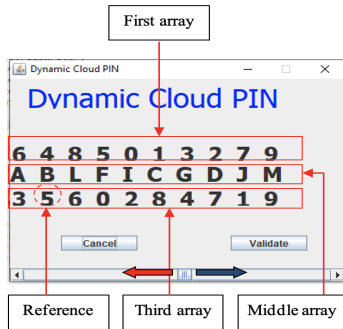 First array
Dynamic Cloud PIN
Dynamic Cloud PIN
6 4 8 5 0 1 3 2 7 9
A B L F I C G D J M
3 5 6 0 2 8 4 7 1 9
Cancel Validate
Reference Third array Middle array